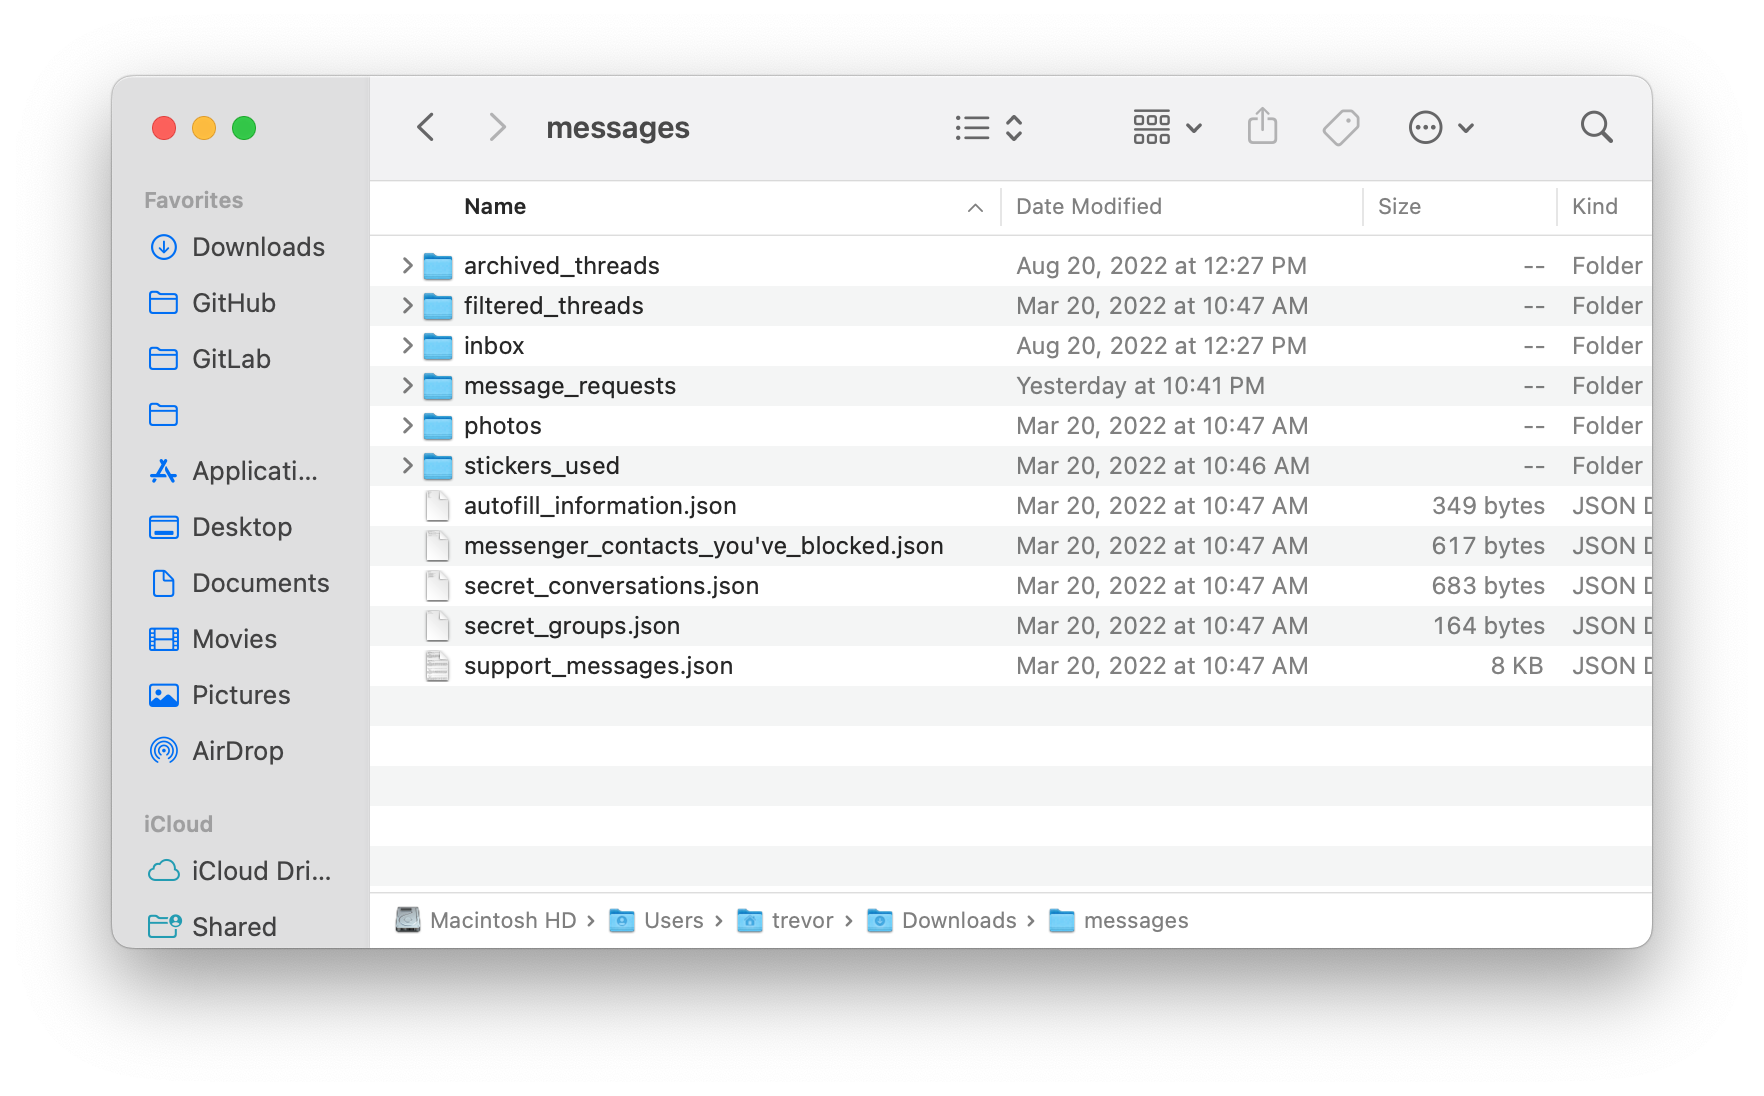 messages
Favorites
Downloads
GitHub
GitLab
Applicati...
Desktop
Documents
Movies
Pictures
AirDrop
iCloud
iCloud Dri...
Shared
Name Date Modified Size Kind
archived_threads Aug 20, 2022 at 12:27 PM -- Folder
filtered_threads Mar 20, 2022 at 10:47 AM -- Folder
inbox Aug 20, 2022 at 12:27 PM -- Folder
message_requests Yesterday at 10:41 PM -- Folder
photos Mar 20, 2022 at 10:47 AM -- Folder
stickers_used Mar 20, 2022 at 10:46 AM -- Folder
autofill_information.json Mar 20, 2022 at 10:47 AM 349 bytes JSON D
messenger_contacts_you've_blocked.json Mar 20, 2022 at 10:47 AM 617 bytes JSON D
secret_conversations.json Mar 20, 2022 at 10:47 AM 683 bytes JSON D
secret_groups.json Mar 20, 2022 at 10:47 AM 164 bytes JSON D
support_messages.json Mar 20, 2022 at 10:47 AM 8 KB JSON D
Macintosh HD › Users › trevor › Downloads › messages